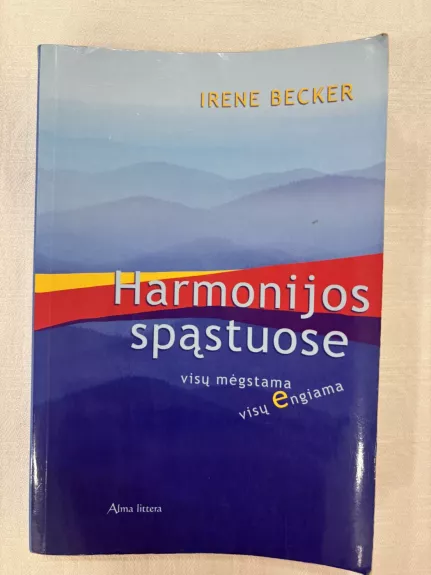 IRENE BECKER
Harmonijos
spąstuose
visų mėgstama
visų engiama
Alma littera